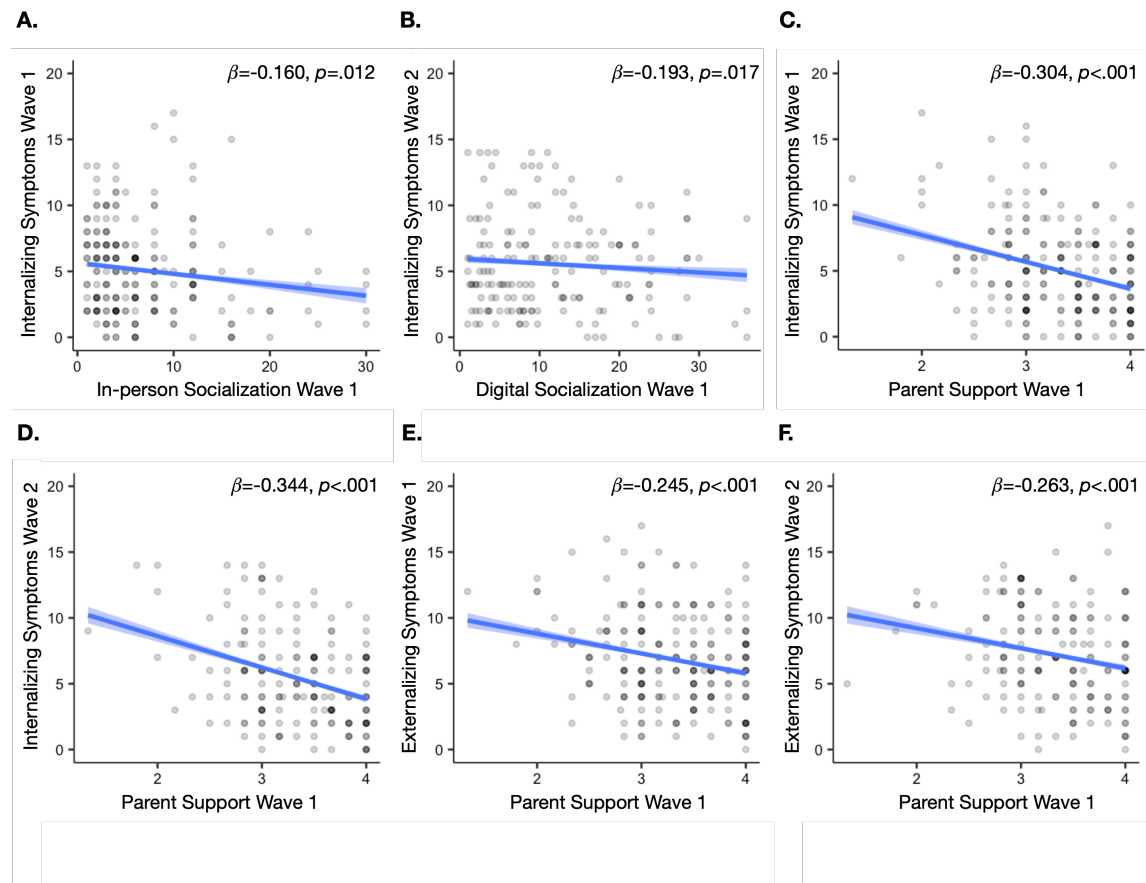 A.
B.
C.
Internalizing Symptoms Wave 1
20
15
10
5
0
β=-0.160, p=.012
0
10
20
30
In-person Socialization Wave 1
Internalizing Symptoms Wave 2
20
15
10
5
0
β=-0.193, p=.017
0
10
20
30
Digital Socialization Wave 1
Internalizing Symptoms Wave 1
20
15
10
5
0
β=-0.304, p<.001
2
3
4
Parent Support Wave 1
D.
E.
F.
Internalizing Symptoms Wave 2
20
15
10
5
0
β=-0.344, p<.001
2
3
4
Parent Support Wave 1
Externalizing Symptoms Wave 1
20
15
10
5
0
β=-0.245, p<.001
2
3
4
Parent Support Wave 1
Externalizing Symptoms Wave 2
20
15
10
5
0
β=-0.263, p<.001
2
3
4
Parent Support Wave 1